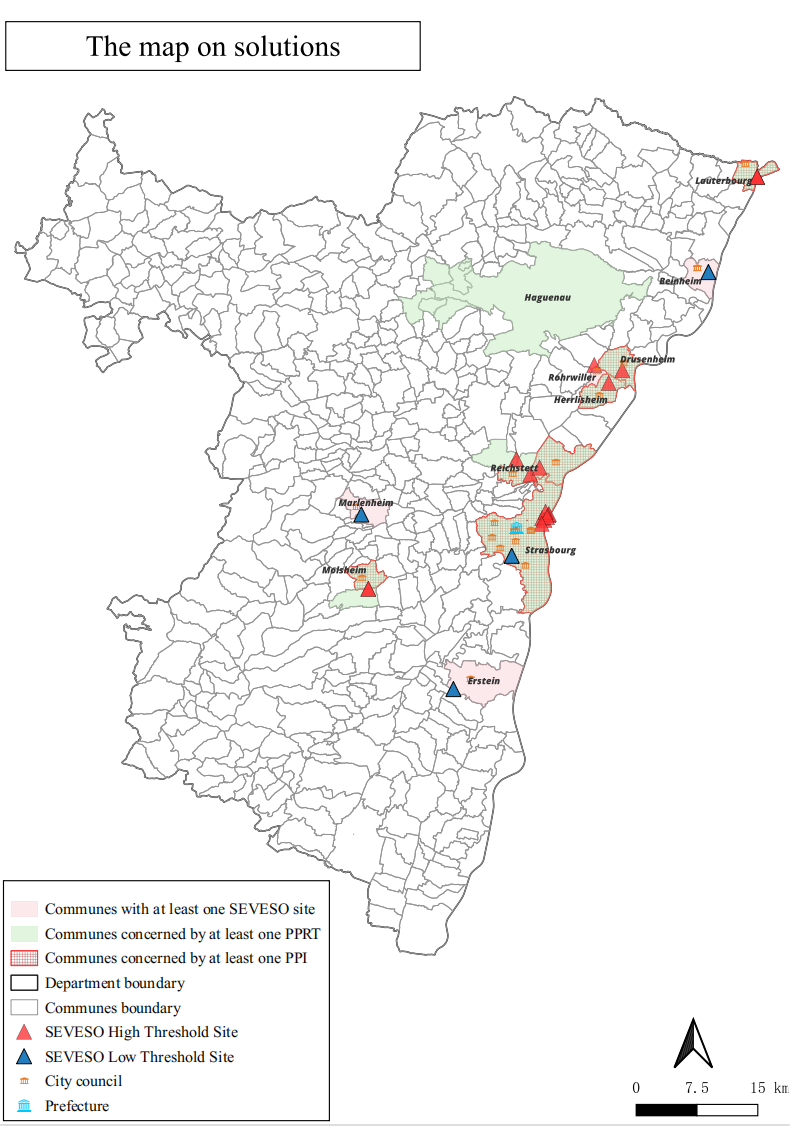 The map on solutions
Lauterbourg
Beinheim
Haguenau
Drusenheim
Rohrwiller
Herrlisheim
Reichstett
Marlenheim
Strasbourg
Molsheim
Erstein
Communes with at least one SEVESO site
Communes concerned by at least one PPRT
Communes concerned by at least one PPI
Department boundary
Communes boundary
SEVESO High Threshold Site
SEVESO Low Threshold Site
City council
Prefecture
0 7.5 15 km